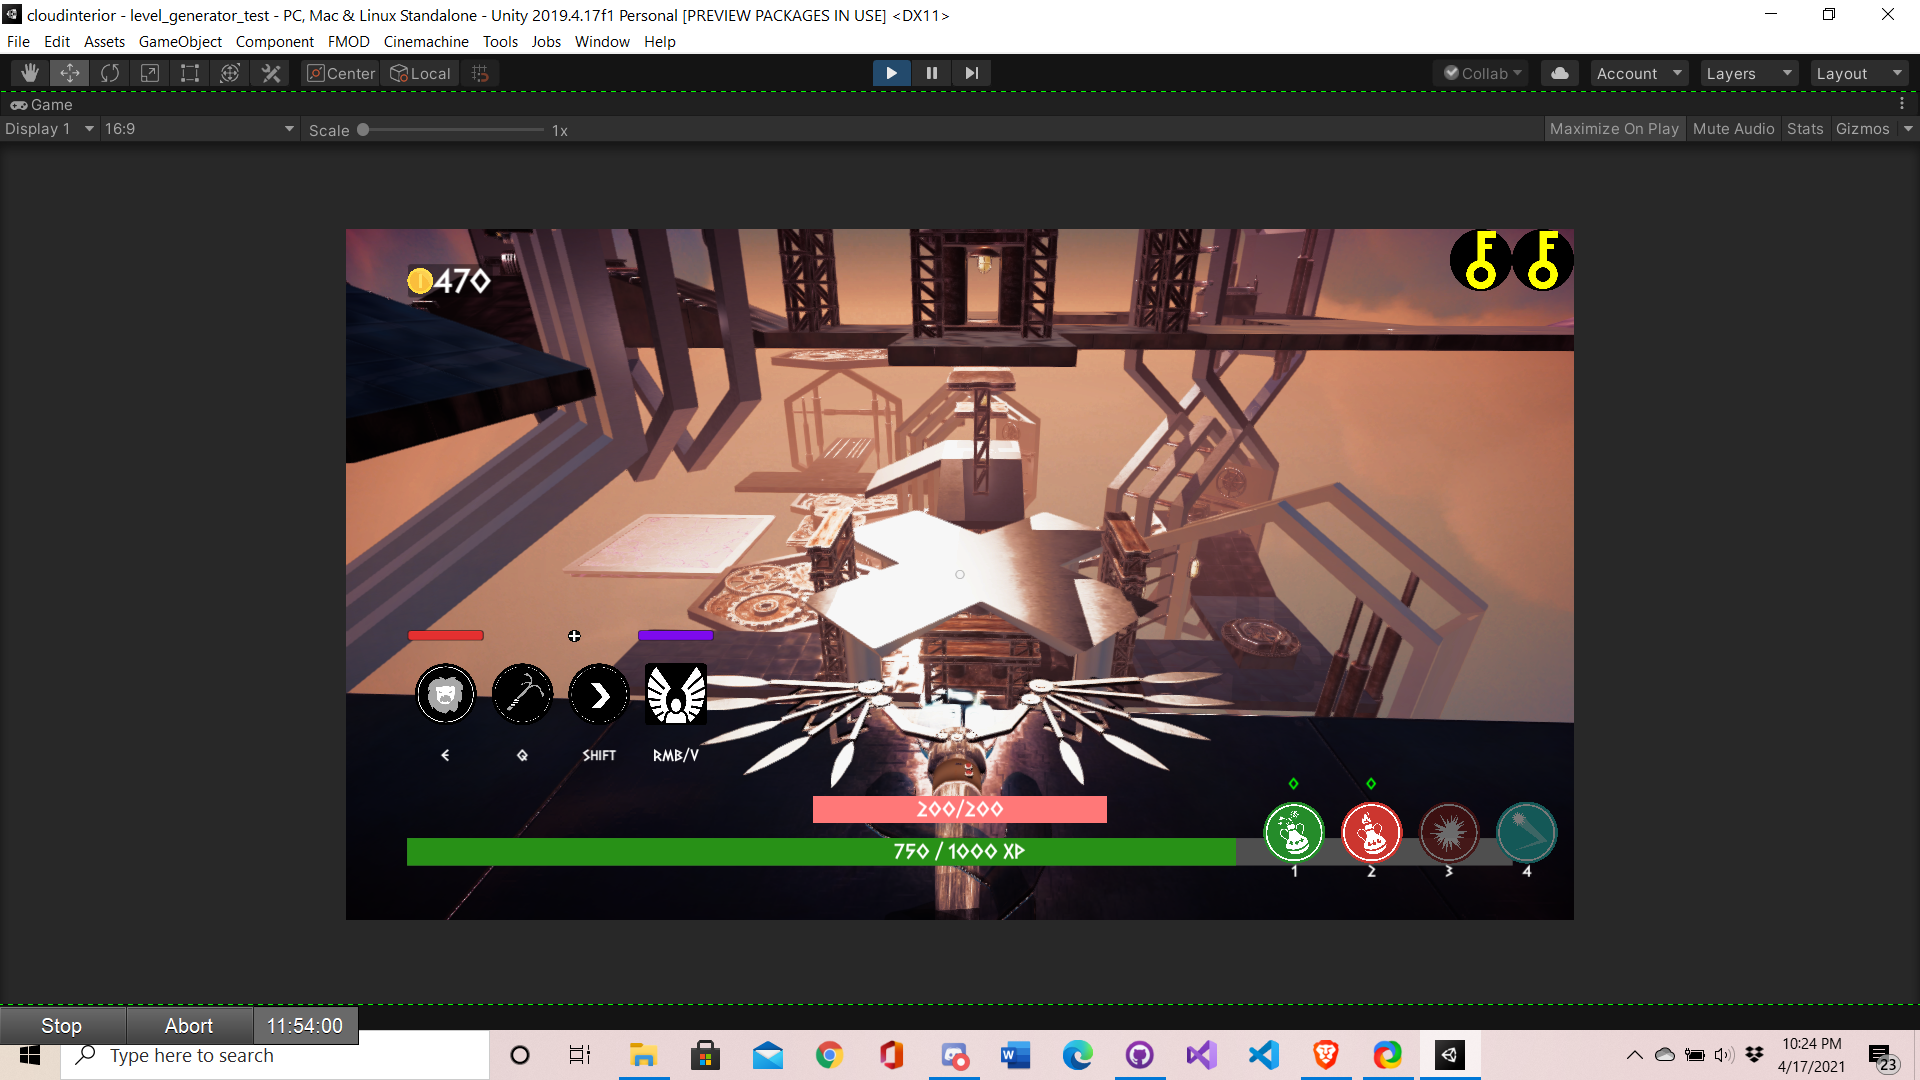 cloudinterior - level_generator_test - PC, Mac & Linux Standalone - Unity 2019.4.17f1 Personal [PREVIEW PACKAGES IN USE] <DX11>
File Edit Assets GameObject Component FMOD Cinemachine Tools Jobs Window Help
Center Local Collab Account Layers Layout
Game
Display 1 16:9 Scale 1x Maximize On Play Mute Audio Stats Gizmos
470
E Q SHIFT RMB/V
200/200
750 / 1000 XP
1 2 3 4
Stop Abort 11:54:00
Type here to search
10:24 PM
4/17/2021
23